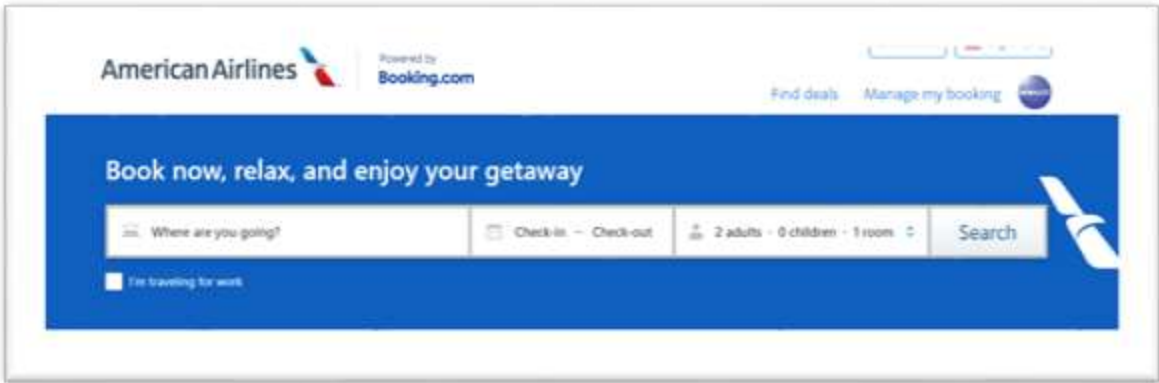 American Airlines
Powered by
Booking.com
Find deals Manage my booking
Book now, relax, and enjoy your getaway
Where are you going? Check-in – Check-out 2 adults · 0 children · 1 room Search
I'm traveling for work